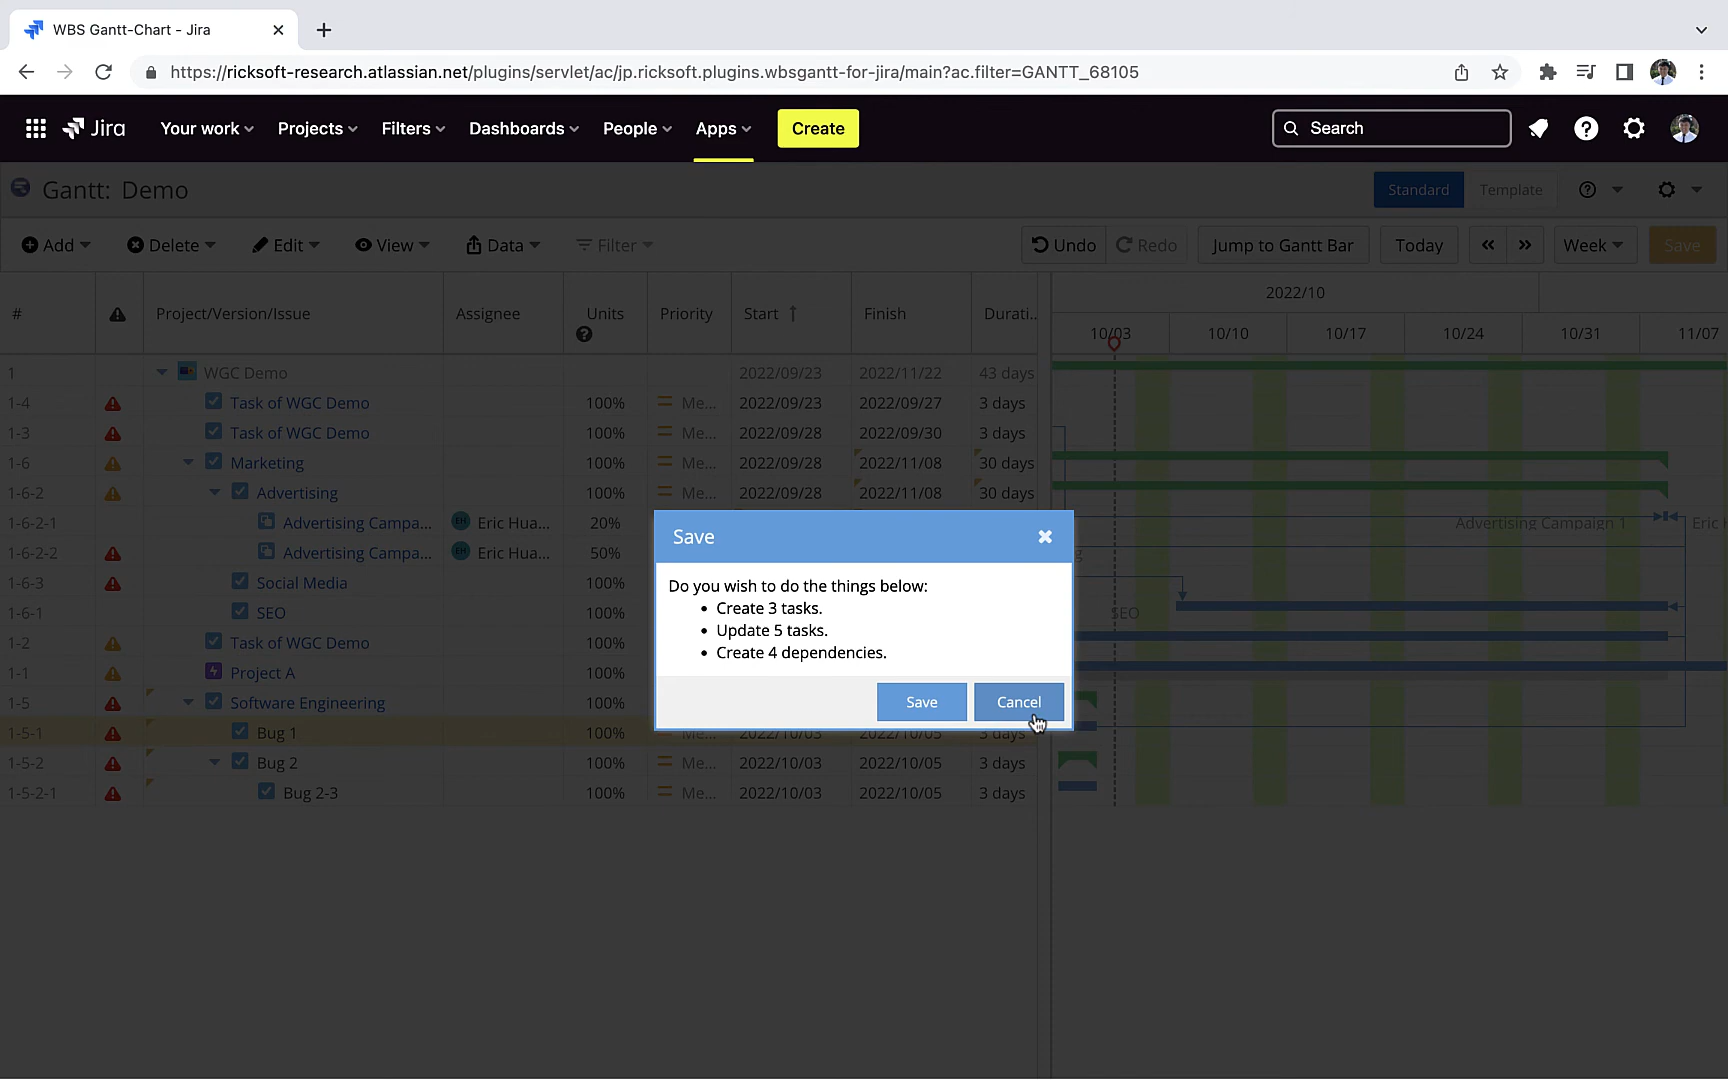 WBS Gantt-Chart - Jira
https://ricksoft-research.atlassian.net/plugins/servlet/ac/jp.ricksoft.plugins.wbsgantt-for-jira/main?ac.filter=GANTT_68105
Jira Your work Projects Filters Dashboards People Apps Create Search
Gantt: Demo Standard Template
Add Delete Edit View Data Filter Undo Redo Jump to Gantt Bar Today « » Week Save
2022/10
# Project/Version/Issue Assignee Units Priority Start Finish Durati..
10/03 10/10 10/17 10/24 10/31 11/07
1 WGC Demo 2022/09/23 2022/11/22 43 days
1-4 Task of WGC Demo 100% Me... 2022/09/23 2022/09/27 3 days
1-3 Task of WGC Demo 100% Me... 2022/09/28 2022/09/30 3 days
1-6 Marketing 100% Me... 2022/09/28 2022/11/08 30 days
1-6-2 Advertising 100% Me... 2022/09/28 2022/11/08 30 days
1-6-2-1 Advertising Campa... EH Eric Hua... 20% Advertising Campaign 1 Eric
1-6-2-2 Advertising Campa... EH Eric Hua... 50%
1-6-3 Social Media 100%
1-6-1 SEO 100% SEO
1-2 Task of WGC Demo 100%
1-1 Project A 100%
1-5 Software Engineering 100%
1-5-1 Bug 1 100% Me... 2022/10/03 2022/10/05 3 days
1-5-2 Bug 2 100% Me... 2022/10/03 2022/10/05 3 days
1-5-2-1 Bug 2-3 100% Me... 2022/10/03 2022/10/05 3 days
Save
Do you wish to do the things below:
• Create 3 tasks.
• Update 5 tasks.
• Create 4 dependencies.
Save Cancel